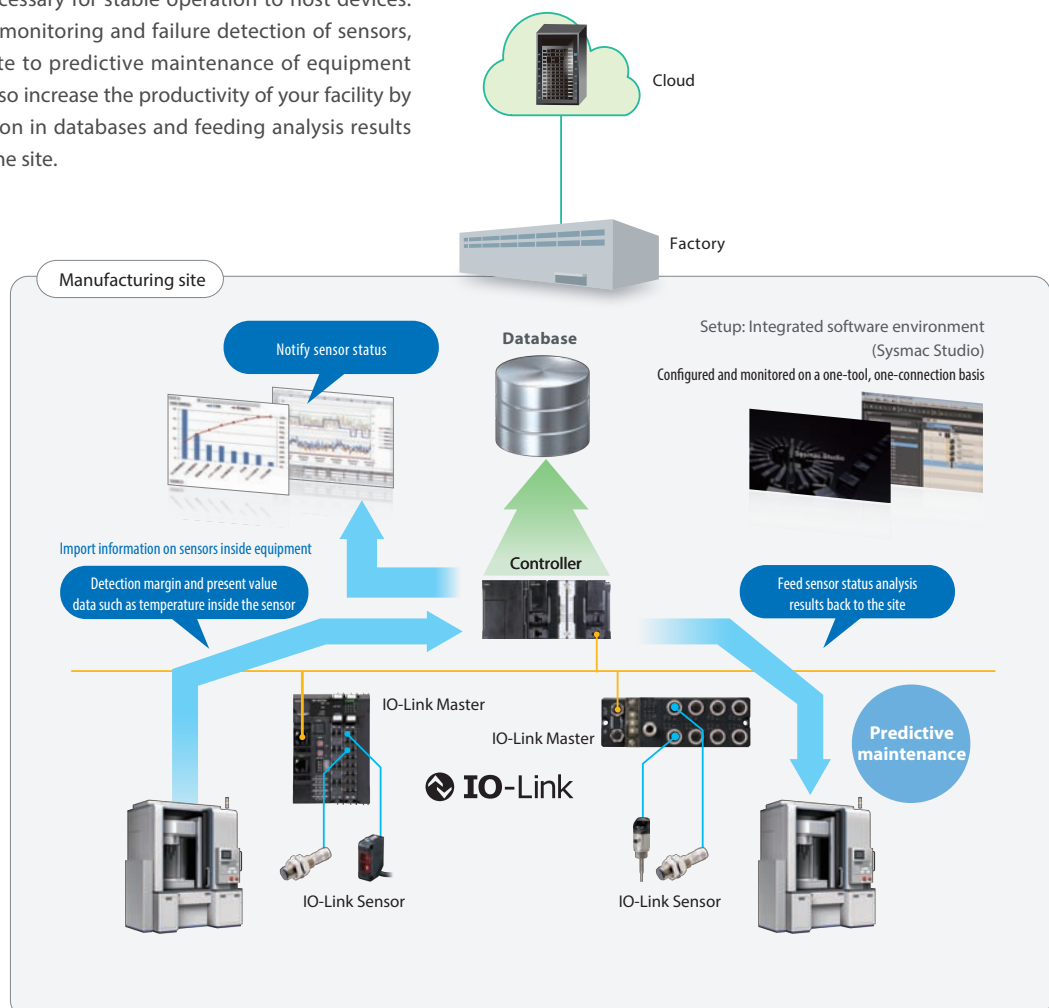 cessary for stable operation to host devices.
monitoring and failure detection of sensors,
te to predictive maintenance of equipment
so increase the productivity of your facility by
on in databases and feeding analysis results
ne site.
Cloud
Factory
Manufacturing site
Notify sensor status
Database
Setup: Integrated software environment
(Sysmac Studio)
Configured and monitored on a one-tool, one-connection basis
Sysmac Studio
Import information on sensors inside equipment
Detection margin and present value
data such as temperature inside the sensor
Controller
Feed sensor status analysis
results back to the site
IO-Link Master
IO-Link Master
Predictive
maintenance
IO-Link
IO-Link Sensor
IO-Link Sensor